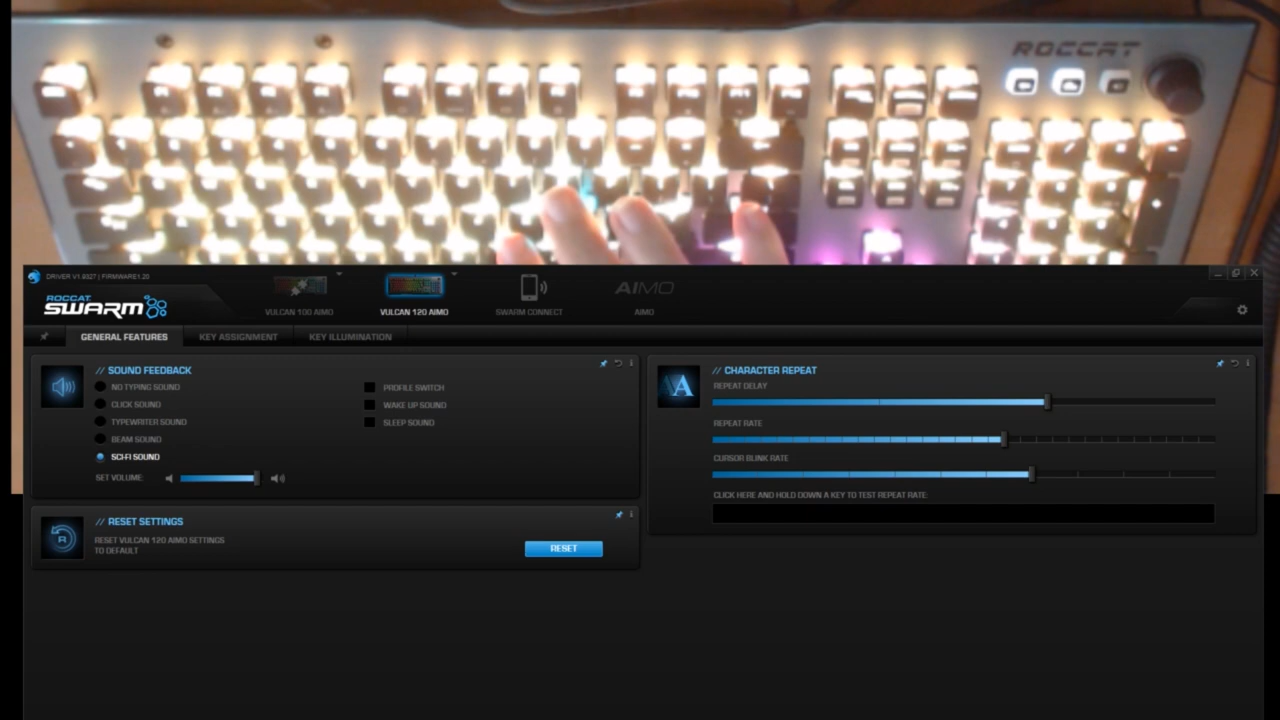 ROCCAT
DRIVER V1.9327 | FIRMWARE1.20
ROCCAT
SWARM
VULCAN 100 AIMO
VULCAN 120 AIMO
SWARM CONNECT
AIMO
AIMO
GENERAL FEATURES
KEY ASSIGNMENT
KEY ILLUMINATION
// SOUND FEEDBACK
NO TYPING SOUND
CLICK SOUND
TYPEWRITER SOUND
BEAM SOUND
SCI-FI SOUND
PROFILE SWITCH
WAKE UP SOUND
SLEEP SOUND
SET VOLUME:
// RESET SETTINGS
RESET VULCAN 120 AIMO SETTINGS
TO DEFAULT
RESET
// CHARACTER REPEAT
REPEAT DELAY
REPEAT RATE
CURSOR BLINK RATE
CLICK HERE AND HOLD DOWN A KEY TO TEST REPEAT RATE: